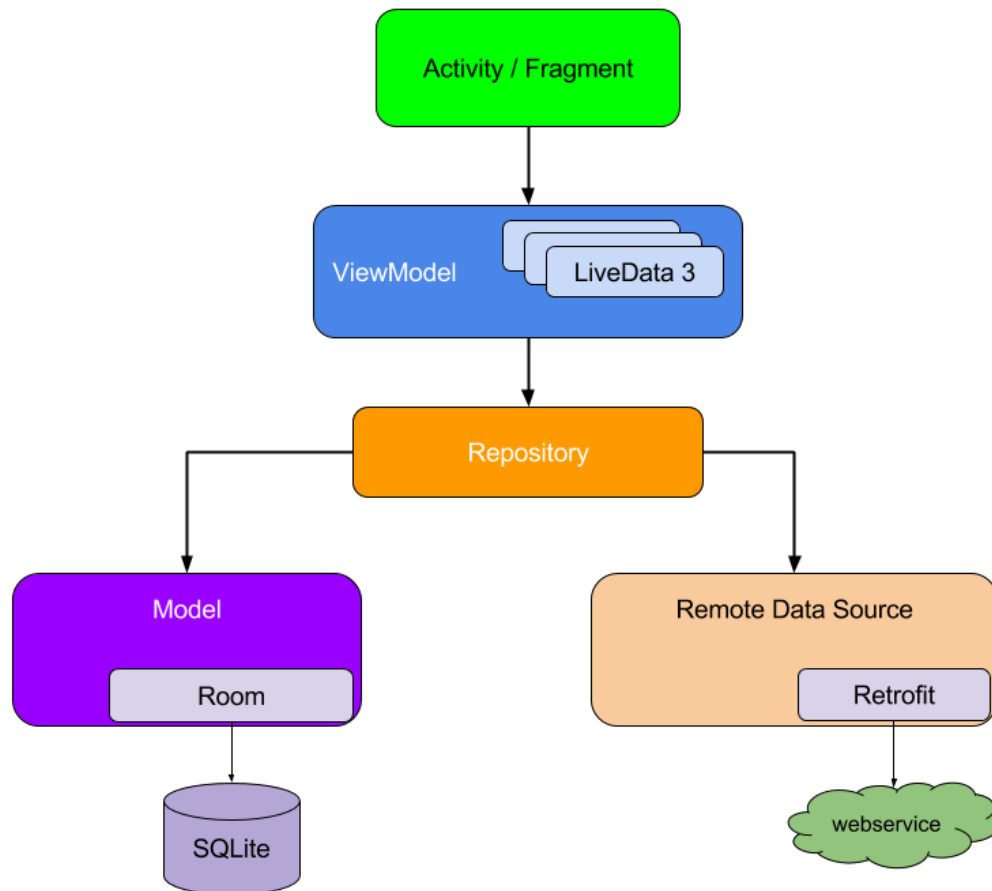 Activity / Fragment
ViewModel
LiveData 3
Repository
Model
Remote Data Source
Room
Retrofit
SQLite
webservice